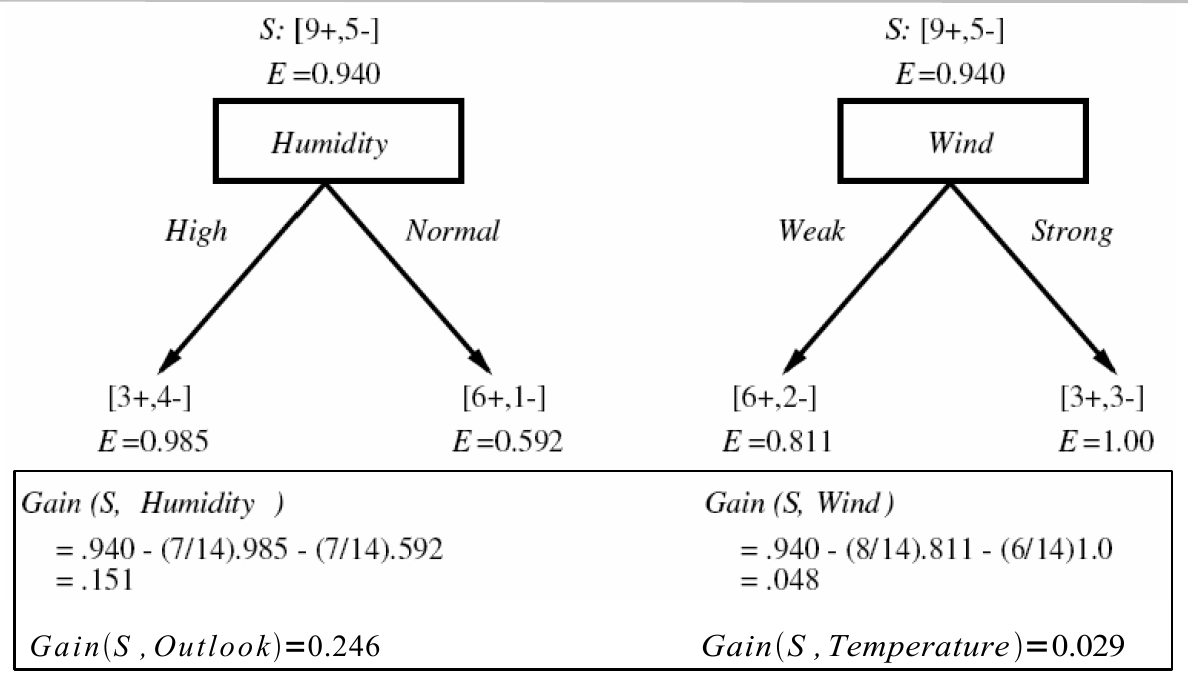 S: [9+,5-]
E =0.940
Humidity
High
Normal
[3+,4-]
E =0.985
[6+,1-]
E =0.592
S: [9+,5-]
E =0.940
Wind
Weak
Strong
[6+,2-]
E =0.811
[3+,3-]
E =1.00
Gain (S, Humidity )
= .940 - (7/14).985 - (7/14).592
= .151
Gain (S, Wind)
= .940 - (8/14).811 - (6/14)1.0
= .048
Gain(S ,Outlook)=0.246
Gain(S ,Temperature)=0.029